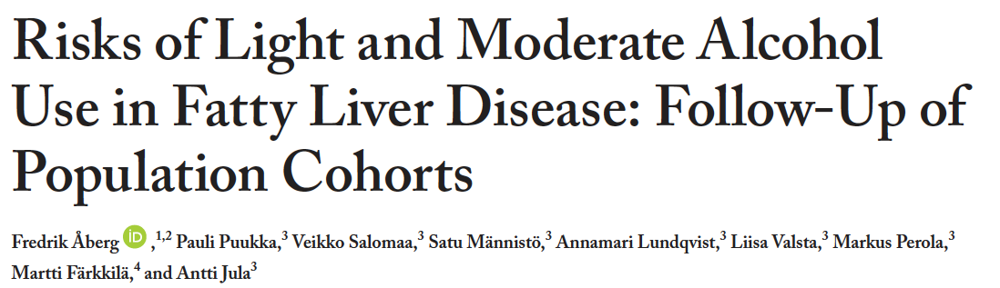 Risks of Light and Moderate Alcohol
Use in Fatty Liver Disease: Follow-Up of
Population Cohorts
Fredrik Åberg iD ,1,2 Pauli Puukka,3 Veikko Salomaa,3 Satu Männistö,3 Annamari Lundqvist,3 Liisa Valsta,3 Markus Perola,3
Martti Färkkilä,4 and Antti Jula3